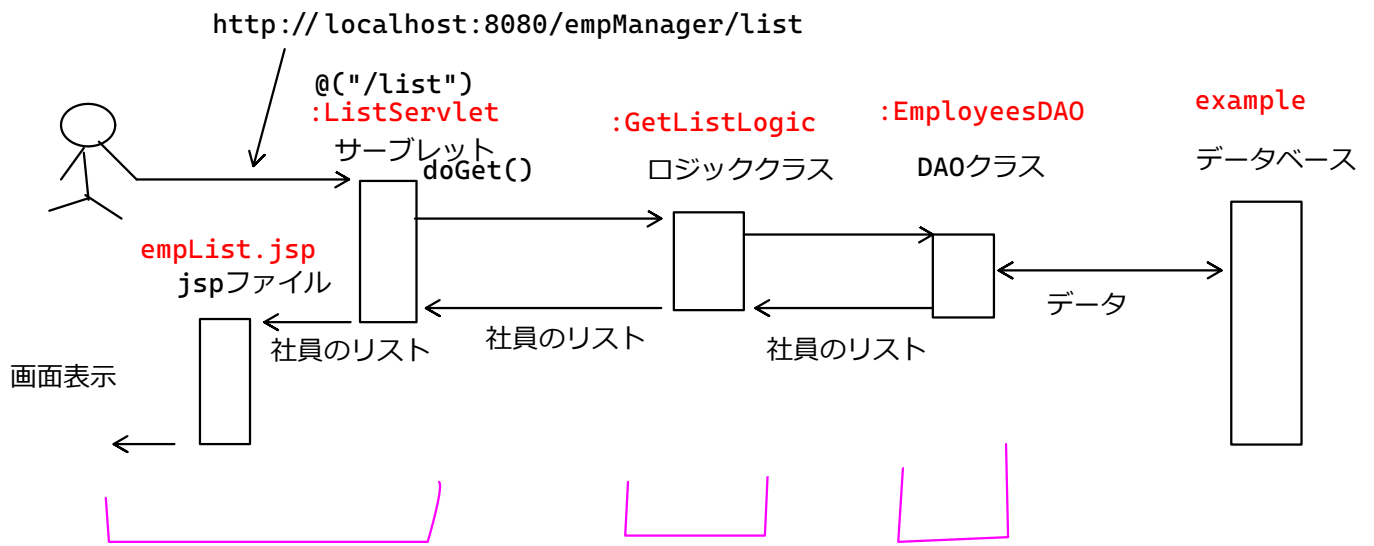 http://localhost:8080/empManager/list
@("/list")
:ListServlet
サーブレット
doGet()
:GetListLogic
ロジッククラス
:EmployeesDAO
DAOクラス
example
データベース
empList.jsp
jspファイル
データ
社員のリスト
社員のリスト
社員のリスト
画面表示